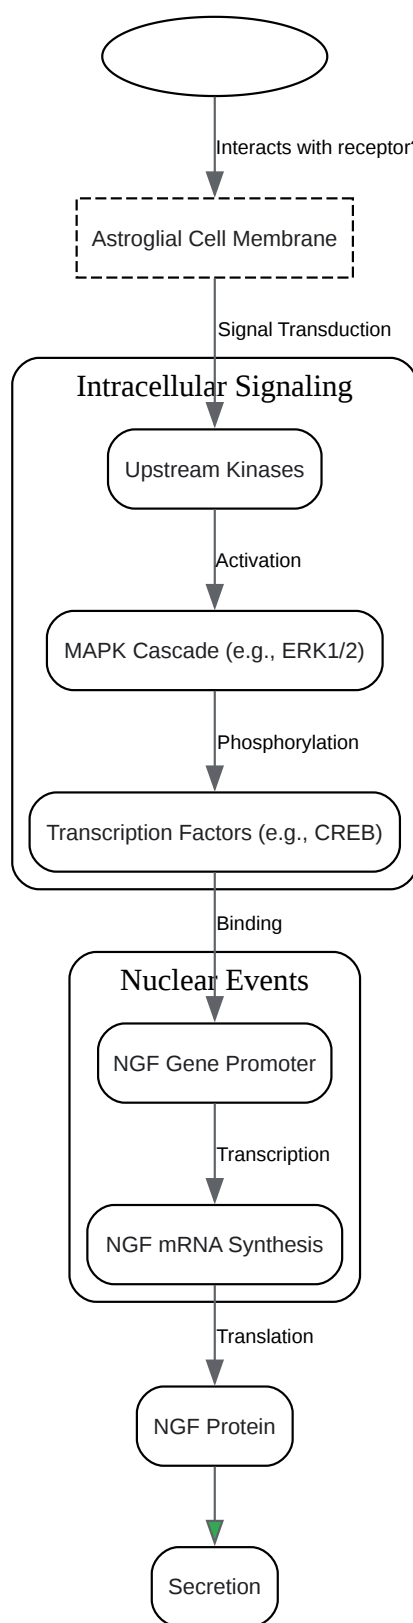 Interacts with receptor?
Astroglial Cell Membrane
Signal Transduction
Intracellular Signaling
Upstream Kinases
Activation
MAPK Cascade (e.g., ERK1/2)
Phosphorylation
Transcription Factors (e.g., CREB)
Binding
Nuclear Events
NGF Gene Promoter
Transcription
NGF mRNA Synthesis
Translation
NGF Protein
Secretion